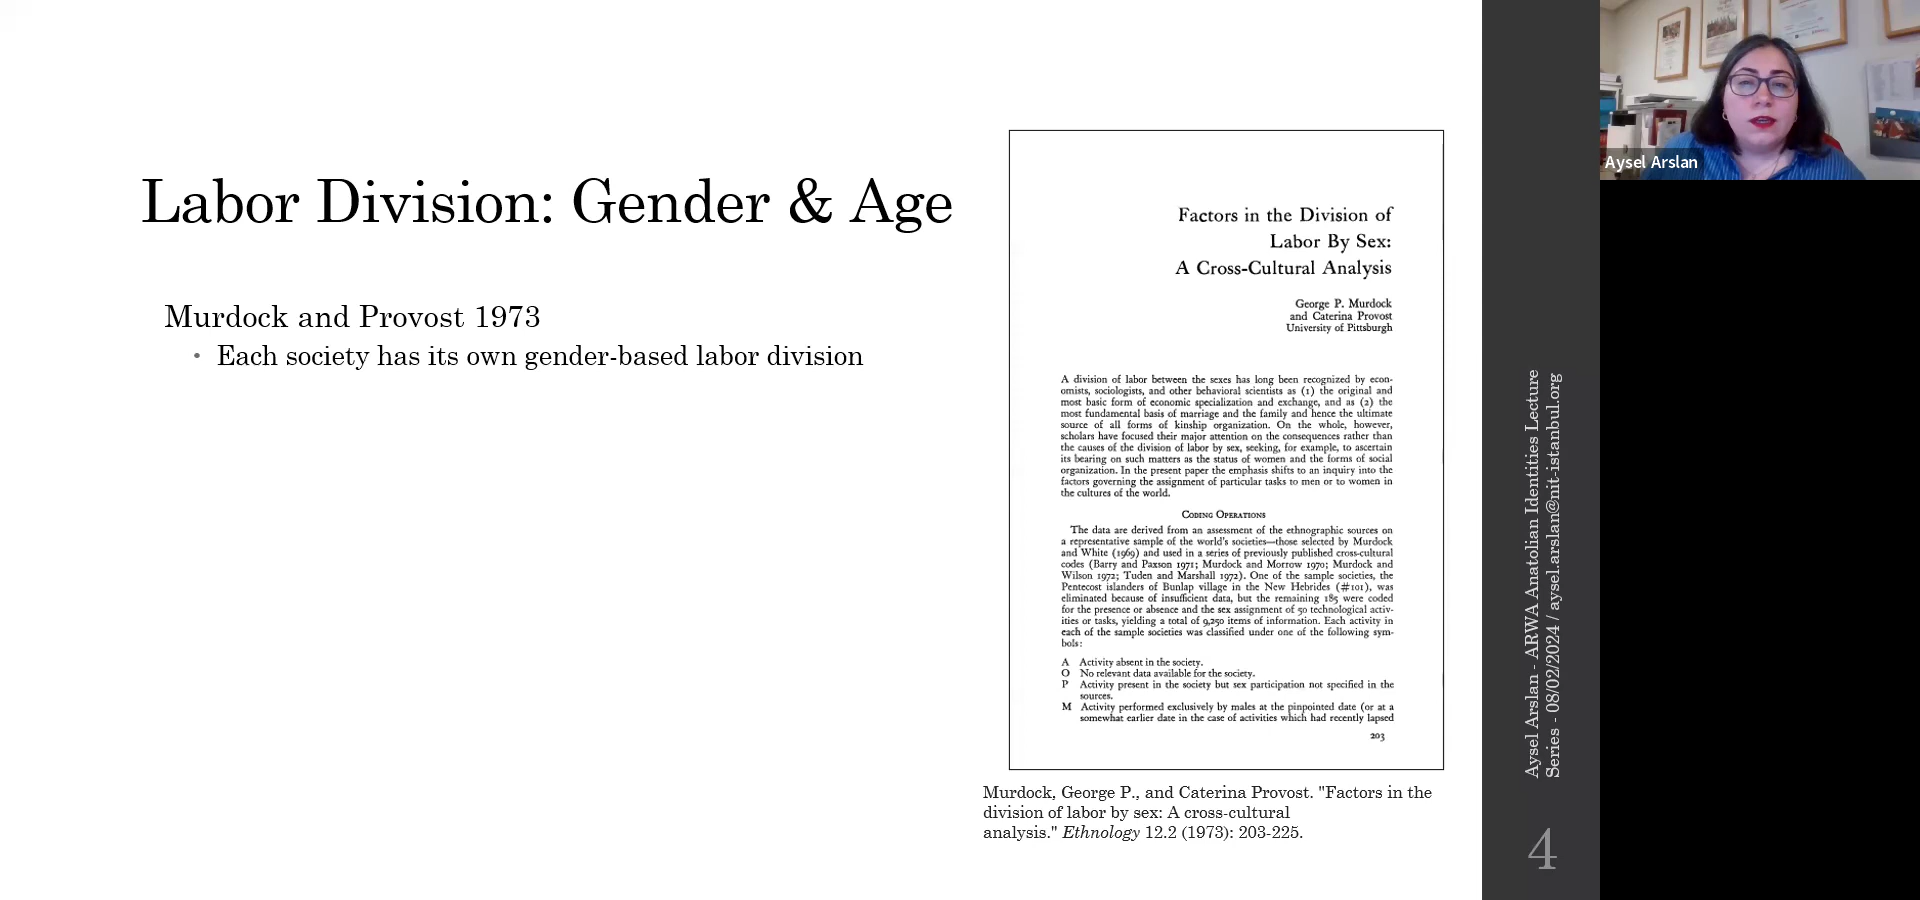 Labor Division: Gender & Age
Murdock and Provost 1973
• Each society has its own gender-based labor division
Factors in the Division of
Labor By Sex:
A Cross-Cultural Analysis
George P. Murdock
and Caterina Provost
University of Pittsburgh
A division of labor between the sexes has long been recognized by econ-
omists, sociologists, and other behavioral scientists as (1) the original and
most basic form of economic specialization and exchange, and as (2) the
most fundamental basis of marriage and the family and hence the ultimate
source of all forms of kinship organization. On the whole, however,
scholars have focused their major attention on the consequences rather than
the causes of the division of labor by sex, seeking, for example, to ascertain
its bearing on such matters as the status of women and the forms of social
organization. In the present paper the emphasis shifts to an inquiry into the
factors governing the assignment of particular tasks to men or to women in
the cultures of the world.
Coding Operations
The data are derived from an assessment of the ethnographic sources on
a representative sample of the world's societies—those selected by Murdock
and White (1969) and used in a series of previously published cross-cultural
codes (Barry and Paxson 1971; Murdock and Morrow 1970; Murdock and
Wilson 1972; Tuden and Marshall 1972). One of the sample societies, the
Pentecost islanders of Bunlap village in the New Hebrides (#101), was
eliminated because of insufficient data, but the remaining 185 were coded
for the presence or absence and the sex assignment of 50 technological activ-
ities or tasks, yielding a total of 9,250 items of information. Each activity in
each of the sample societies was classified under one of the following sym-
bols:
A Activity absent in the society.
O No relevant data available for the society.
P Activity present in the society but sex participation not specified in the
sources.
M Activity performed exclusively by males at the pinpointed date (or at a
somewhat earlier date in the case of activities which had recently lapsed
203
Murdock, George P., and Caterina Provost. "Factors in the
division of labor by sex: A cross-cultural
analysis." Ethnology 12.2 (1973): 203-225.
Aysel Arslan - ARWA Anatolian Identities Lecture
Series - 08/02/2024 / aysel.arslan@nit-istanbul.org
4
Aysel Arslan